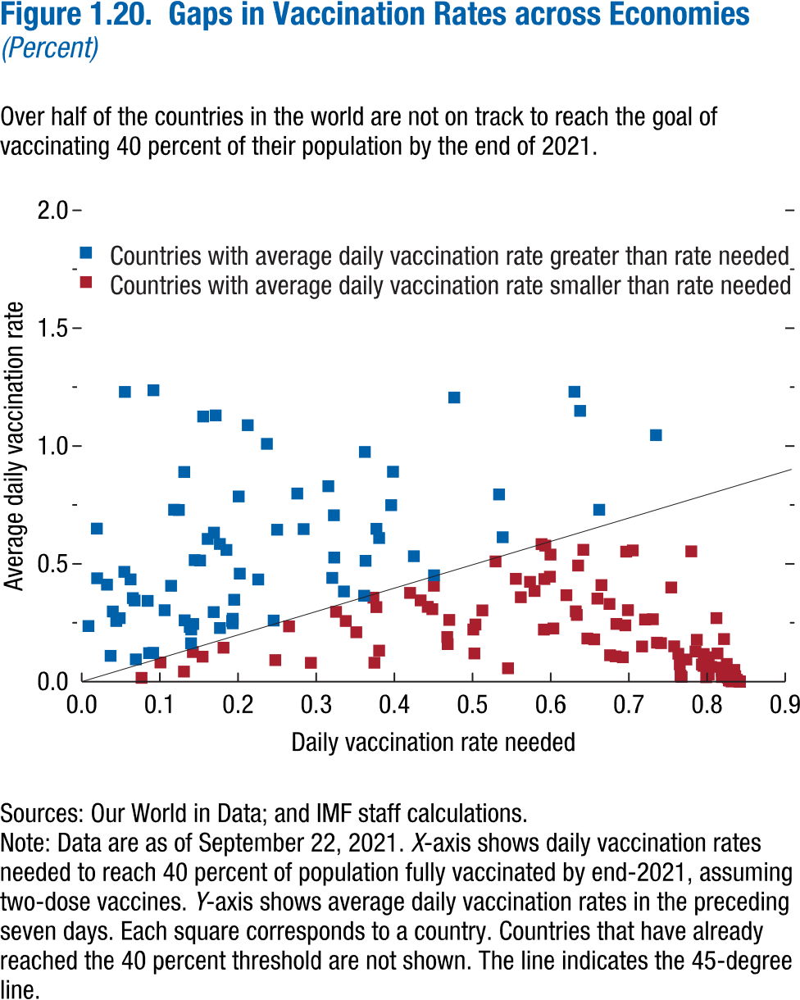 Figure 1.20. Gaps in Vaccination Rates across Economies
(Percent)
Over half of the countries in the world are not on track to reach the goal of
vaccinating 40 percent of their population by the end of 2021.
2.0
Countries with average daily vaccination rate greater than rate needed
Countries with average daily vaccination rate smaller than rate needed
1.5
1.0
0.5
0.0
Average daily vaccination rate
0.0 0.1 0.2 0.3 0.4 0.5 0.6 0.7 0.8 0.9
Daily vaccination rate needed
Sources: Our World in Data; and IMF staff calculations.
Note: Data are as of September 22, 2021. X-axis shows daily vaccination rates
needed to reach 40 percent of population fully vaccinated by end-2021, assuming
two-dose vaccines. Y-axis shows average daily vaccination rates in the preceding
seven days. Each square corresponds to a country. Countries that have already
reached the 40 percent threshold are not shown. The line indicates the 45-degree
line.